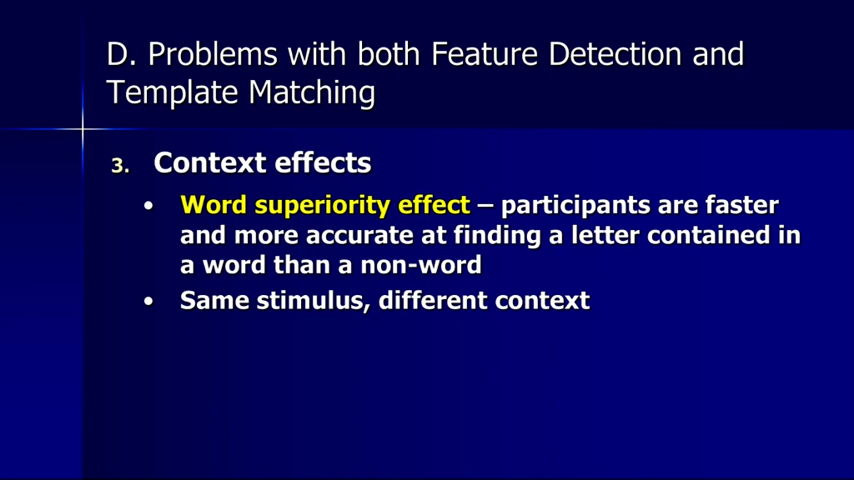 D. Problems with both Feature Detection and
Template Matching
3. Context effects
• Word superiority effect – participants are faster
and more accurate at finding a letter contained in
a word than a non-word
• Same stimulus, different context